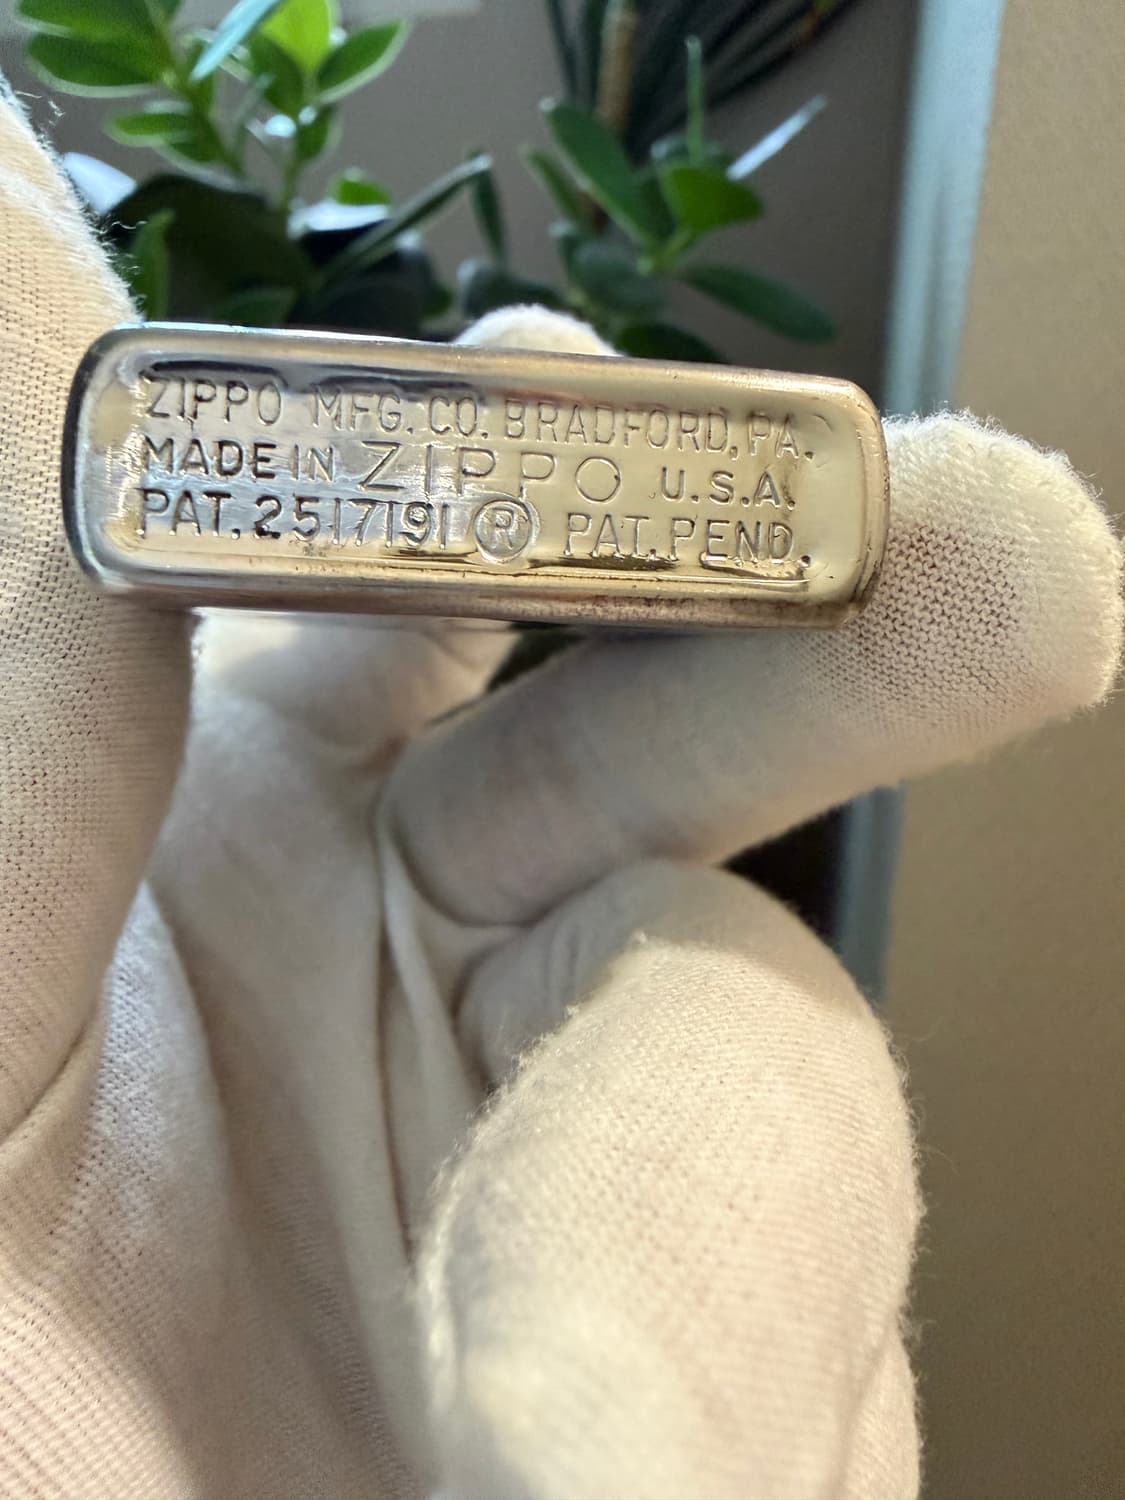 ZIPPO MFG. CO. BRADFORD, PA.
MADE IN ZIPPO U.S.A.
PAT. 2517191 ® PAT. PEND.